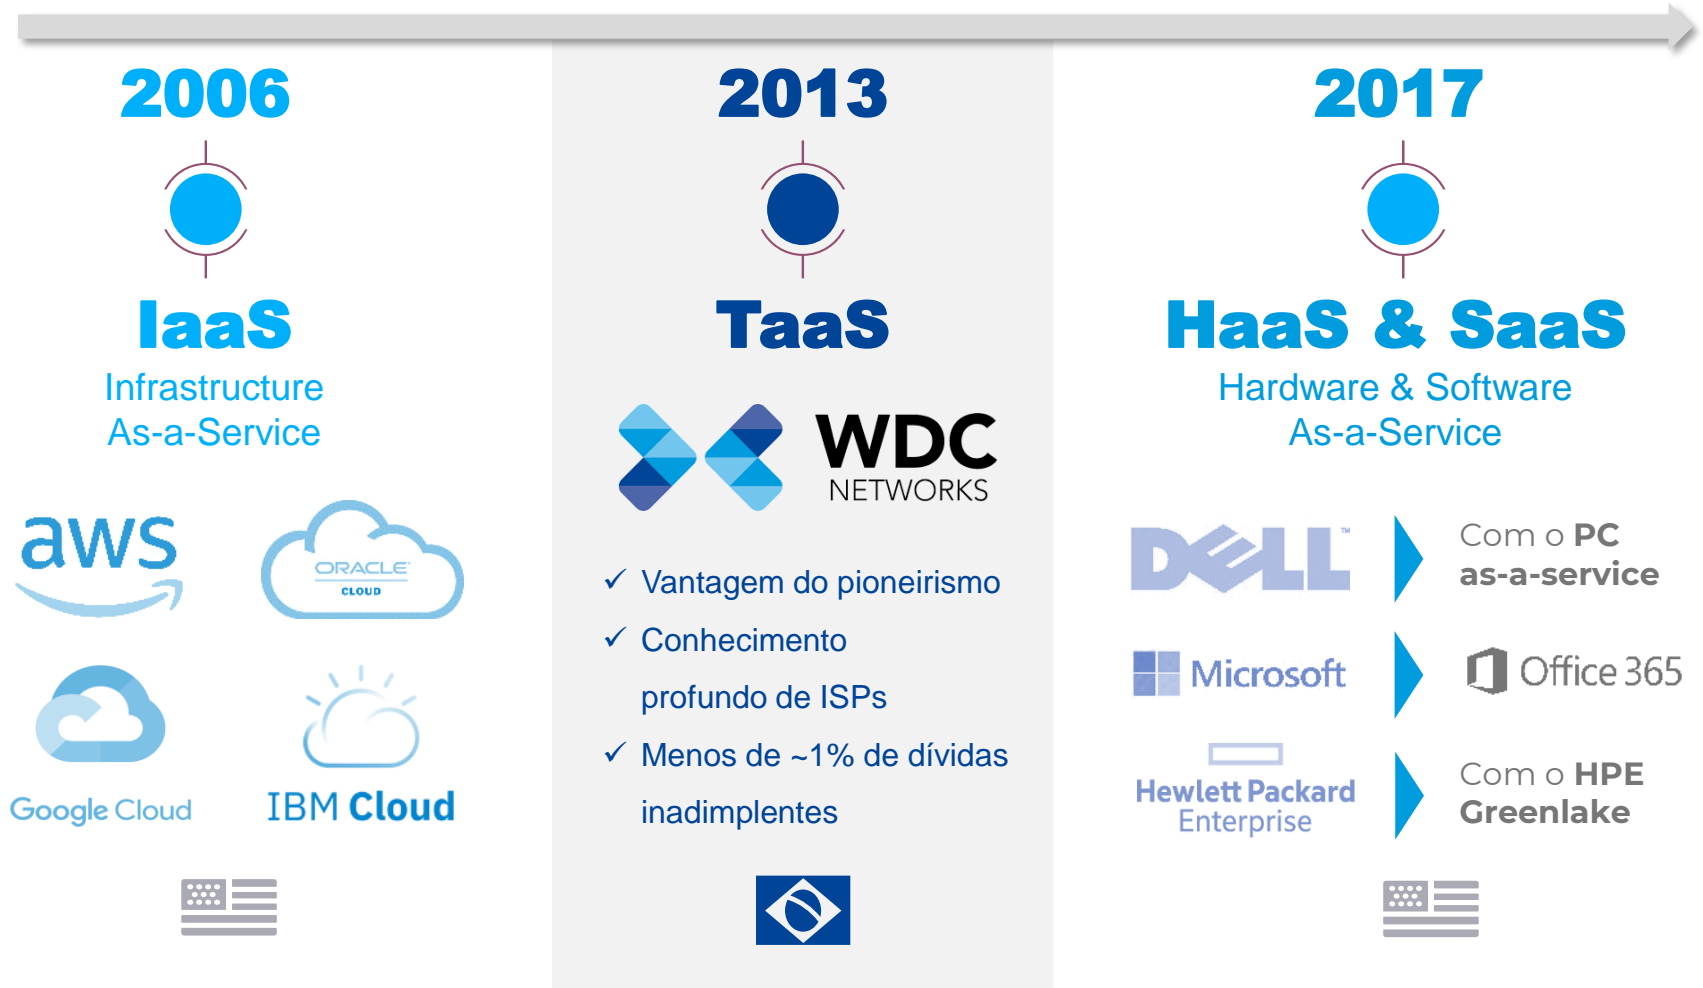 2006
IaaS
Infrastructure
As-a-Service
aws
ORACLE
CLOUD
Google Cloud
IBM Cloud
2013
TaaS
WDC
NETWORKS
✓ Vantagem do pioneirismo
✓ Conhecimento
profundo de ISPs
✓ Menos de ~1% de dívidas
inadimplentes
2017
HaaS & SaaS
Hardware & Software
As-a-Service
DELL™
Com o PC
as-a-service
Microsoft
Office 365
Hewlett Packard
Enterprise
Com o HPE
Greenlake